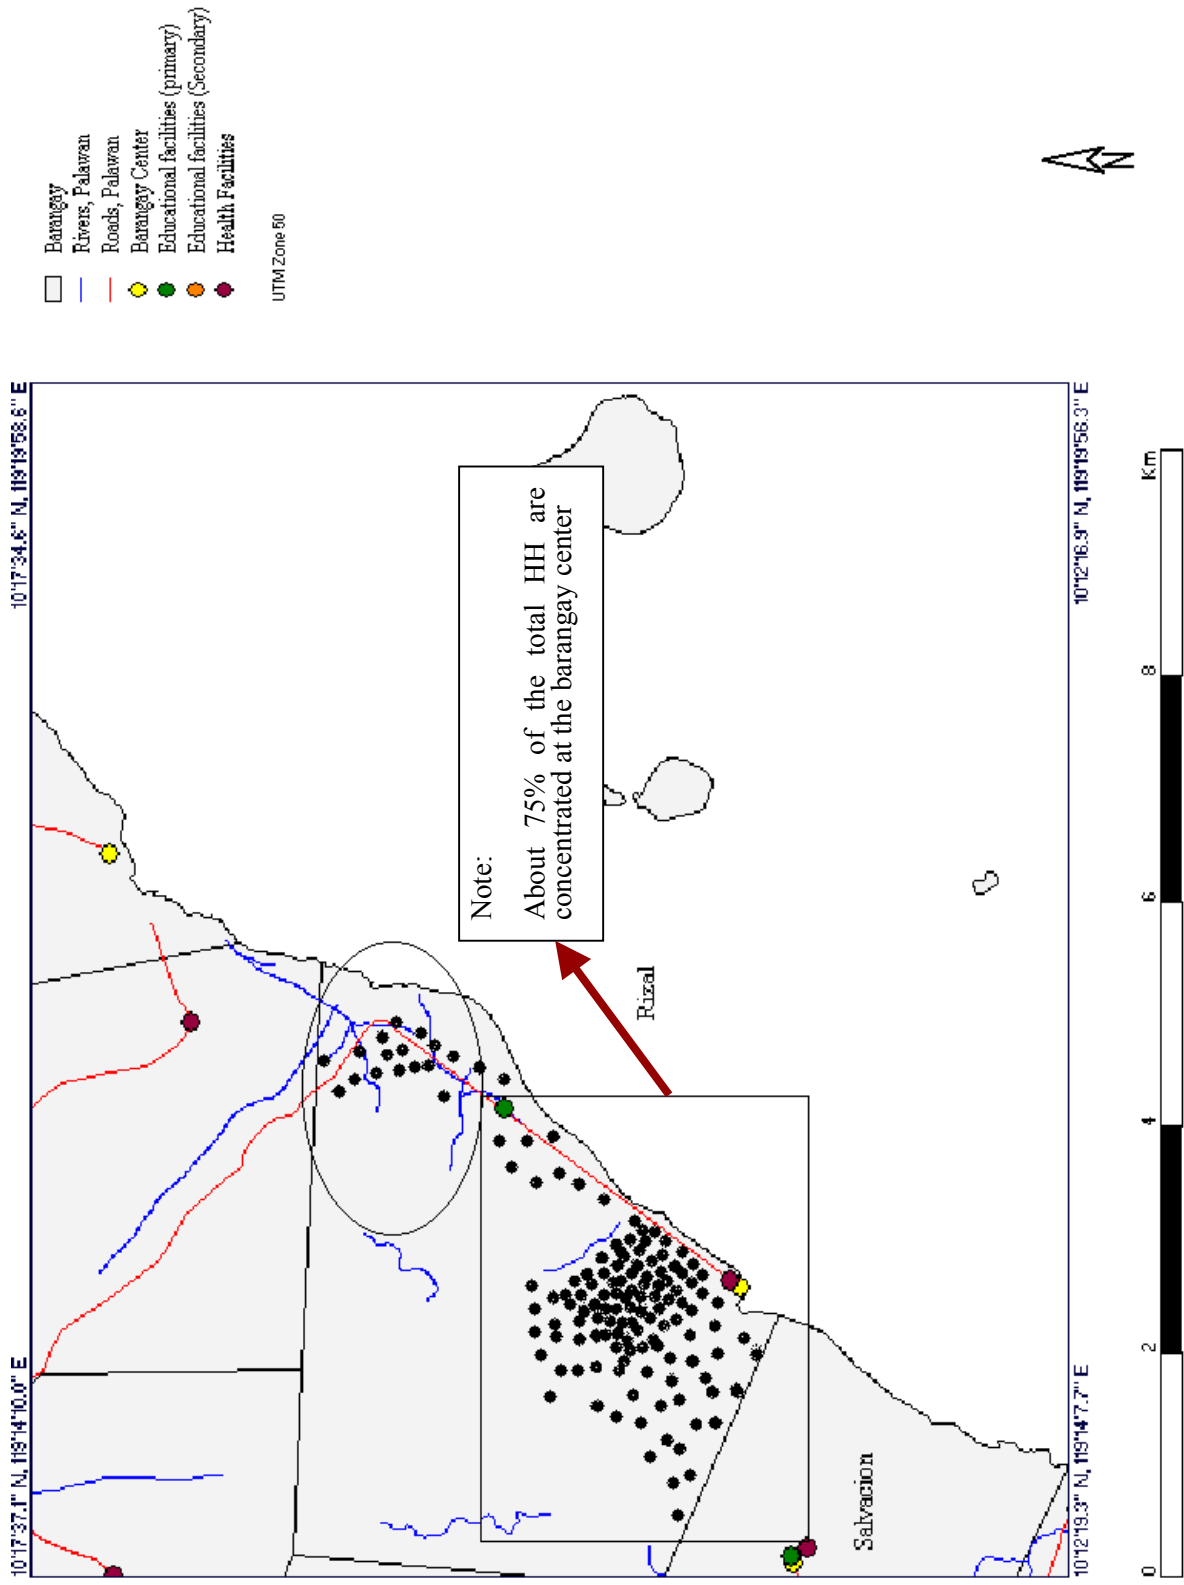 Barangay
Rivers, Palawan
Roads, Palawan
Barangay Center
Educational facilities (primary)
Educational facilities (Secondary)
Health Facilities
UTM Zone 50
N
10°17'37.1" N, 119°14'10.0" E
10°17'34.6" N, 119°19'58.6" E
Note:
About 75% of the total HH are
concentrated at the barangay center
Rizal
Salvacion
10°12'19.3" N, 119°14'7.7" E
10°12'16.9" N, 119°19'56.3" E
0 2 4 6 8 Km